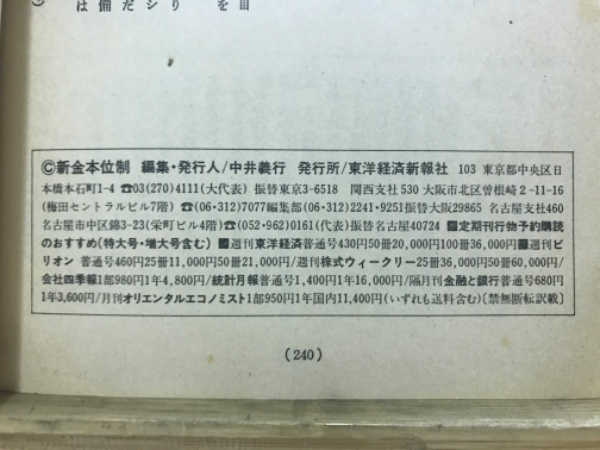 は備だシりを
Ⓒ新金本位制 編集・発行人/中井義行 発行所/東洋経済新報社 103 東京都中央区日
本橋本石町1-4 ☎03(270)4111(大代表) 振替東京3-6518 関西支社530 大阪市北区曽根崎2-11-16
(梅田センタラルビル7階) ☎(06・312)7077編集部(06・312)2241・9251振替大阪29865 名古屋支社460
名古屋市中区錦3-23(栄町ビル4階)☎(052・962)0161(代表)振替名古屋40724 ■定期刊行物予約購読
のおすすめ(特大号・増大号含む) ■週刊東洋経済普通号430円50冊20,000円100冊36,000円■週刊ビ
リオン 普通号460円25冊11,000円50冊21,000円/週刊株式ウィークリー25冊36,000円50冊60,000円/
会社四季報1部980円1年4,800円/統計月報普通号1,400円1年16,000円/隔月刊金融と銀行普通号680円
1年3,600円/月刊オリエンタルエコノミスト1部950円1年国内11,400円(いずれも送料含む)〔禁無断転訳載〕
(240)